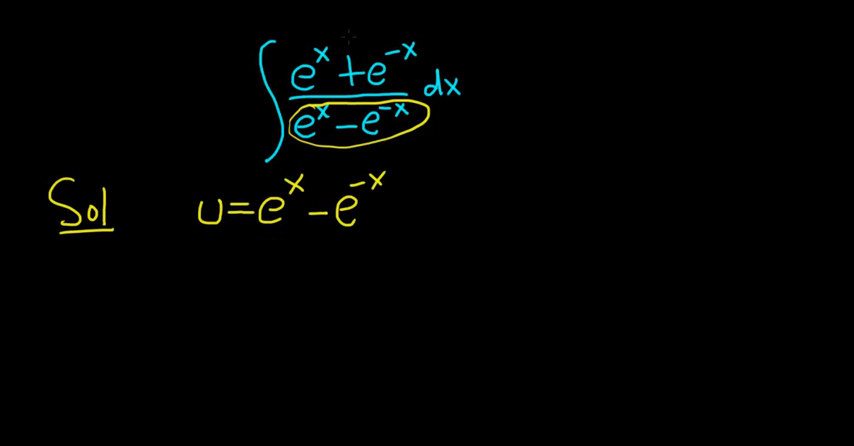 ∫ (e^x + e^{-x})/(e^x - e^{-x}) dx
Sol u = e^x - e^{-x}